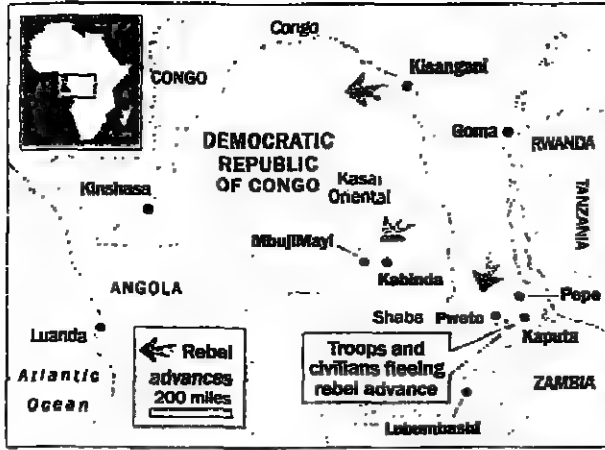 Congo
CONGO
Kisangani
Goma
RWANDA
DEMOCRATIC
REPUBLIC
OF CONGO
Kasai
Oriental
Kinshasa
TANZANIA
MbujiMayi
Kabinda
ANGOLA
Pepe
Shaba
Pweto
Kaputa
Luanda
Rebel
advances
200 miles
Troops and
civilians fleeing
rebel advance
Atlantic
Ocean
ZAMBIA
Lubumbashi